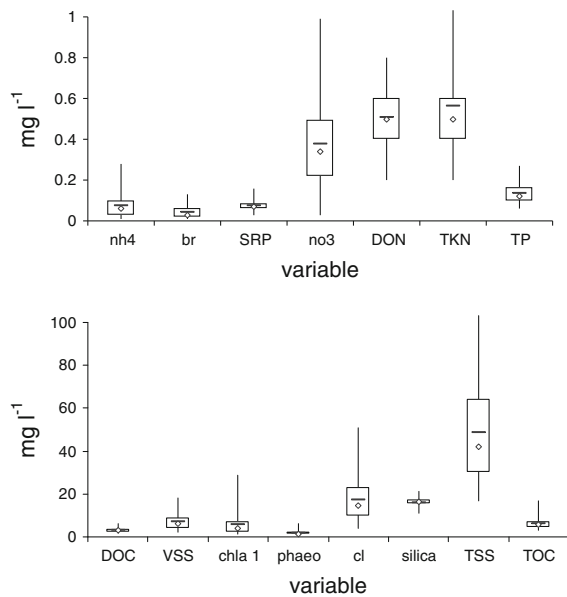 1
0.8
0.6
0.4
0.2
0
mg l⁻¹
nh4 br SRP no3 DON TKN TP
variable
100
80
60
40
20
0
mg l⁻¹
DOC VSS chla 1 phaeo cl silica TSS TOC
variable